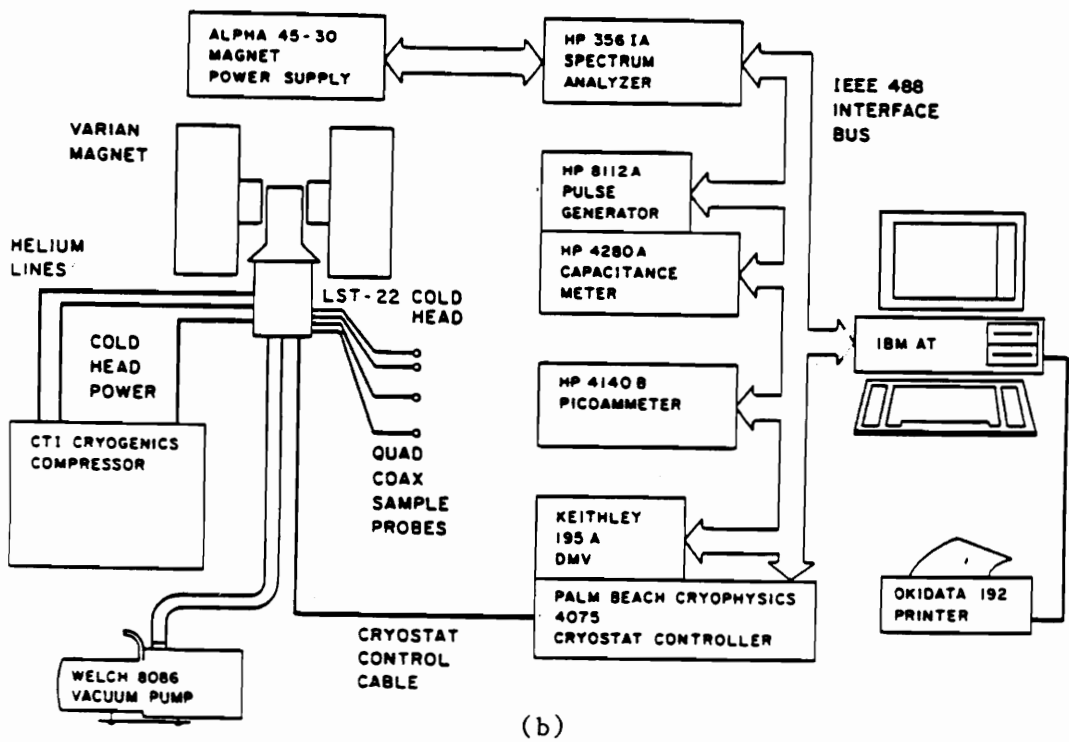 ALPHA 45-30
MAGNET
POWER SUPPLY
HP 3561A
SPECTRUM
ANALYZER
IEEE 488
INTERFACE
BUS
VARIAN
MAGNET
HP 8112A
PULSE
GENERATOR
HP 4280A
CAPACITANCE
METER
HELIUM
LINES
LST-22 COLD
HEAD
COLD
HEAD
POWER
IBM AT
HP 4140B
PICOAMMETER
CTI CRYOGENICS
COMPRESSOR
QUAD
COAX
SAMPLE
PROBES
KEITHLEY
195A
DMV
PALM BEACH CRYOPHYSICS
4075
CRYOSTAT CONTROLLER
OKIDATA 192
PRINTER
CRYOSTAT
CONTROL
CABLE
WELCH 8086
VACUUM PUMP
(b)